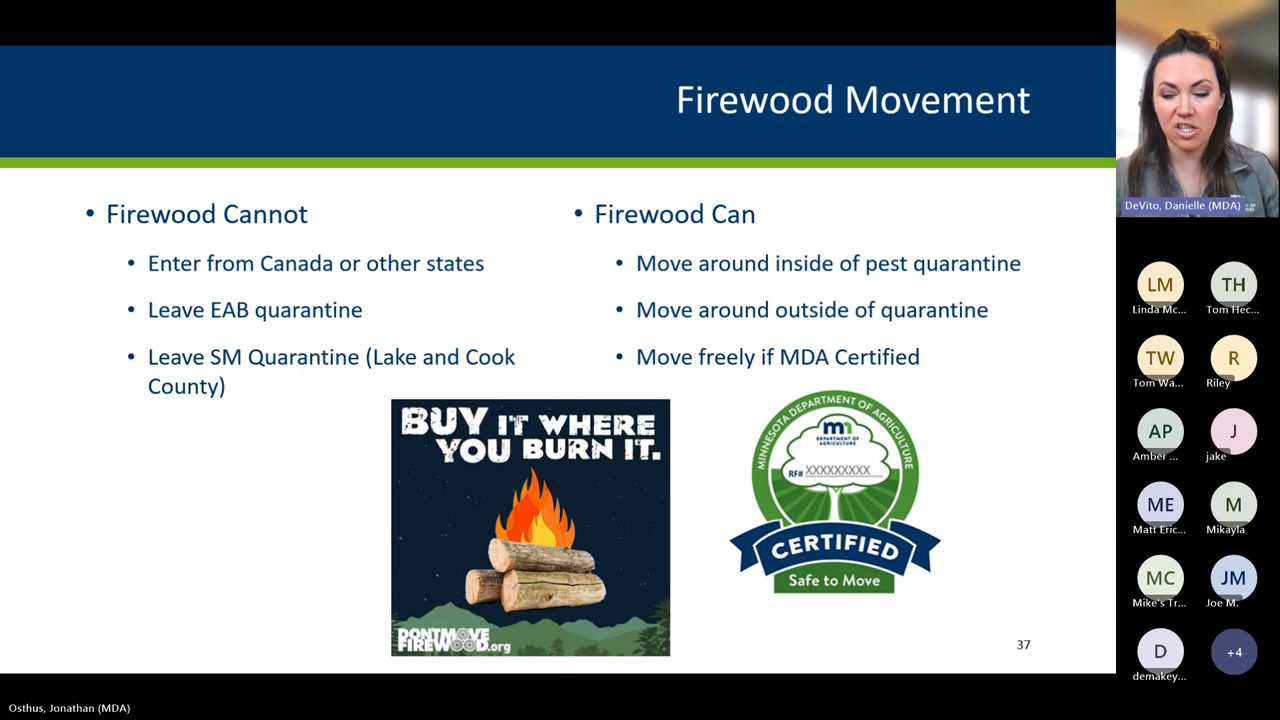 Firewood Movement
• Firewood Cannot
• Enter from Canada or other states
• Leave EAB quarantine
• Leave SM Quarantine (Lake and Cook
County)
• Firewood Can
• Move around inside of pest quarantine
• Move around outside of quarantine
• Move freely if MDA Certified
BUY IT WHERE
YOU BURN IT.
DONTMOVE
FIREWOOD.org
MINNESOTA DEPARTMENT OF AGRICULTURE
mn
DEPARTMENT OF
AGRICULTURE
RF# XXXXXXXXX
CERTIFIED
Safe to Move
37
DeVito, Danielle (MDA)
LM
Linda Mc...
TH
Tom Hec...
TW
Tom Wa...
R
Riley
AP
Amber ...
J
jake
ME
Matt Eric...
M
Mikayla
MC
Mike's Tr...
JM
Joe M.
D
demakey...
+4
Osthus, Jonathan (MDA)